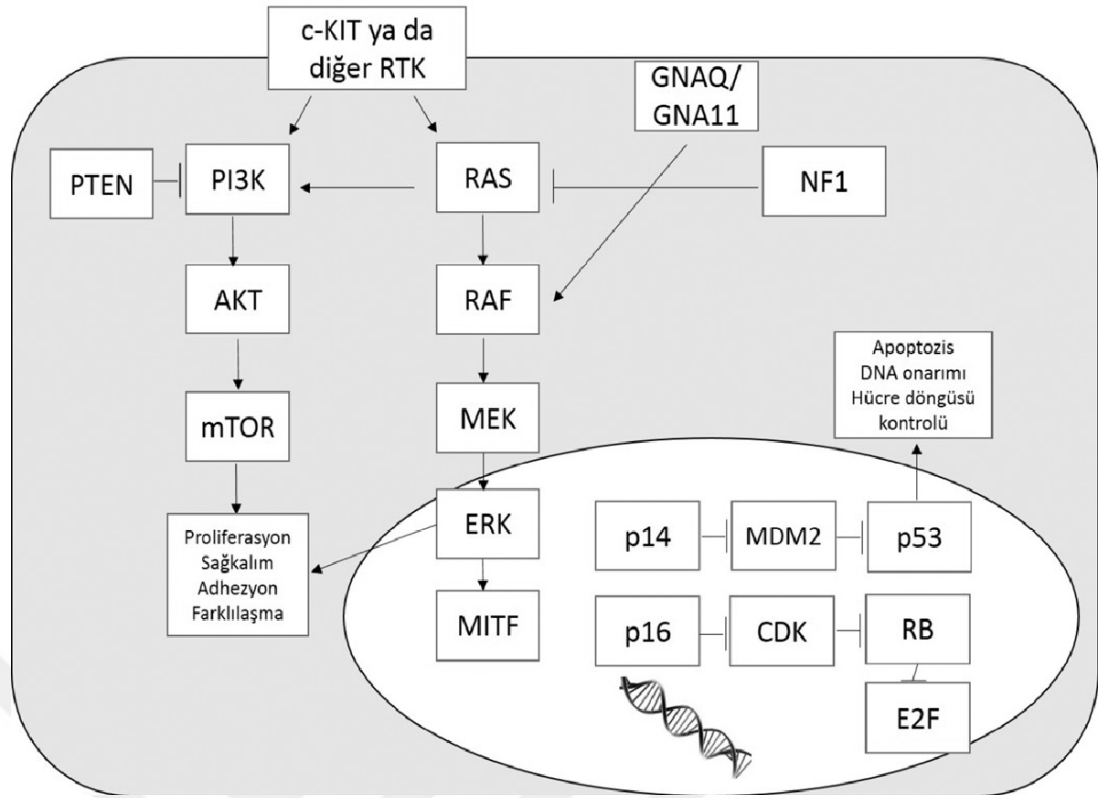 c-KIT ya da
diğer RTK
GNAQ/
GNA11
PTEN
PI3K
RAS
NF1
AKT
RAF
Apoptozis
DNA onarımı
Hücre döngüsü
kontrolü
mTOR
MEK
Proliferasyon
Sağkalım
Adhezyon
Farklılaşma
ERK
p14
MDM2
p53
MITF
p16
CDK
RB
E2F